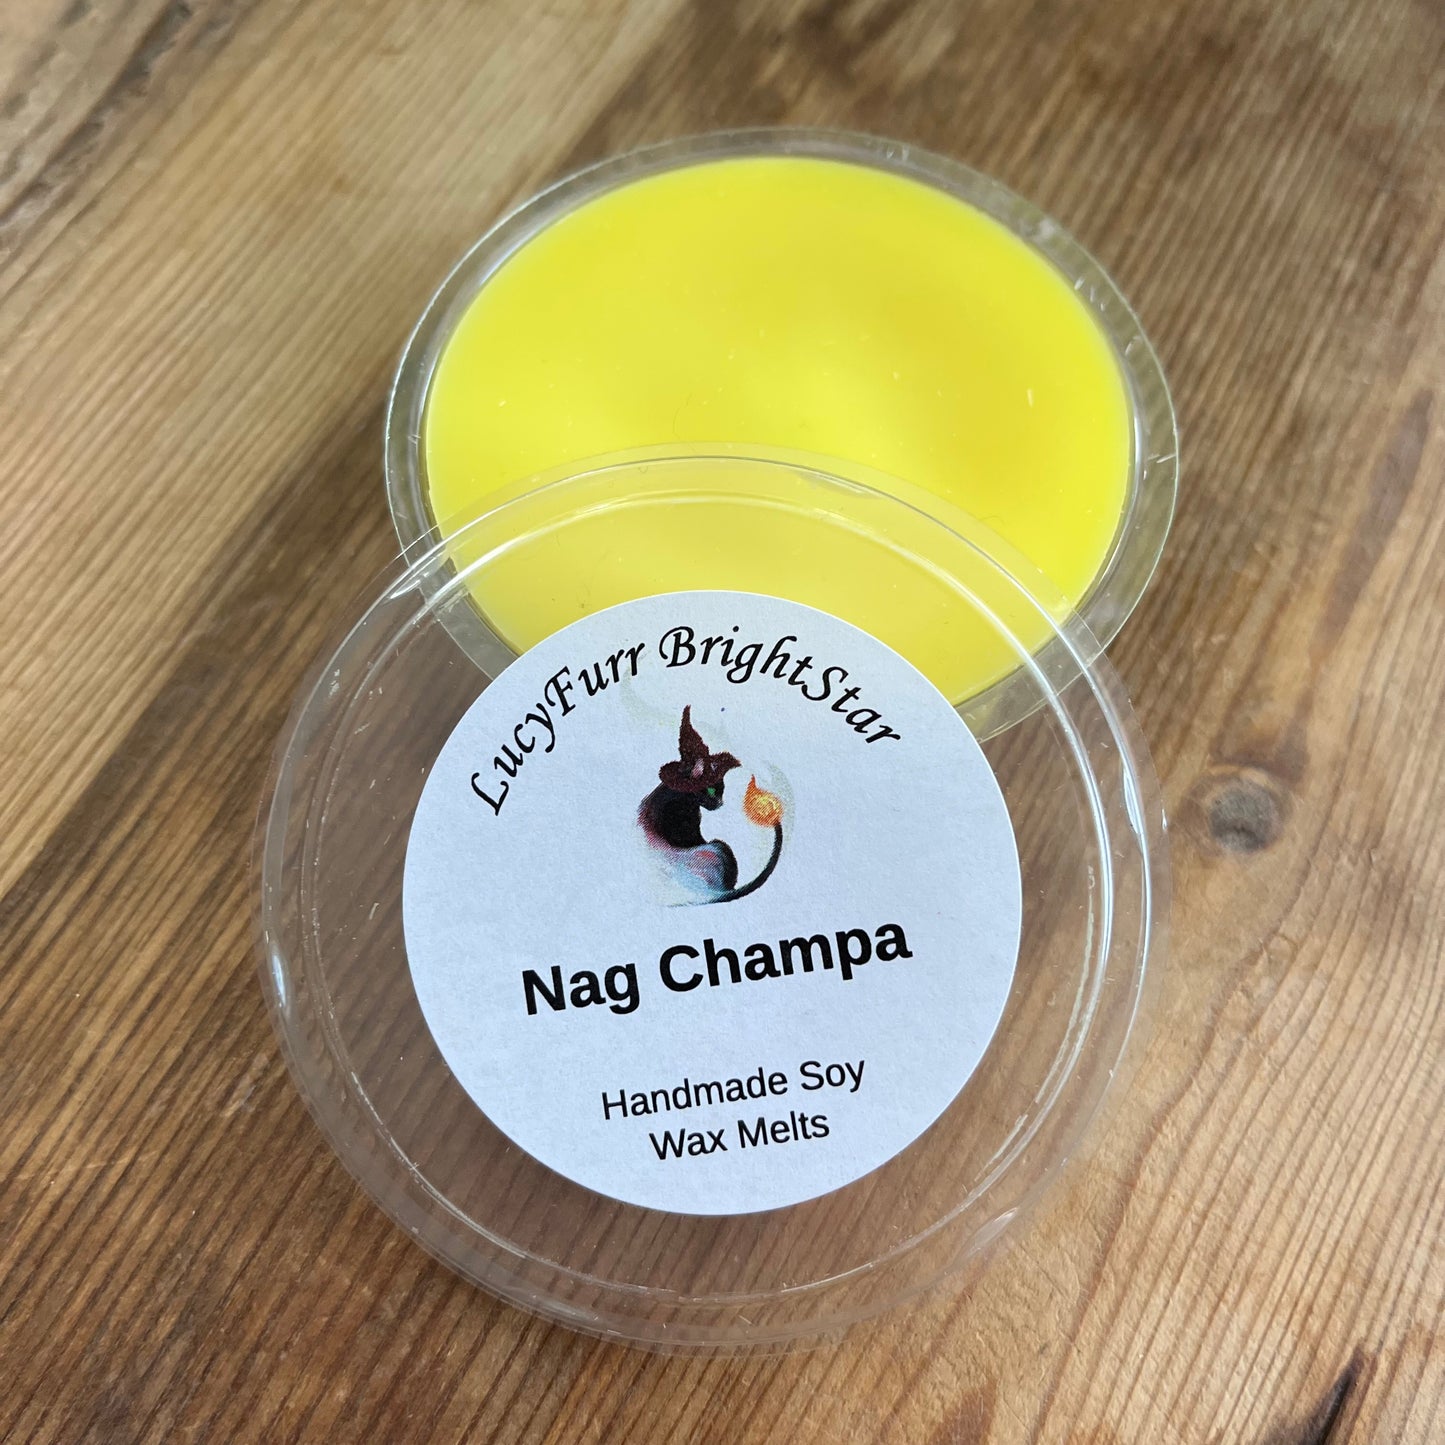 LucyFurr BrightStar
Nag Champa
Handmade Soy
Wax Melts